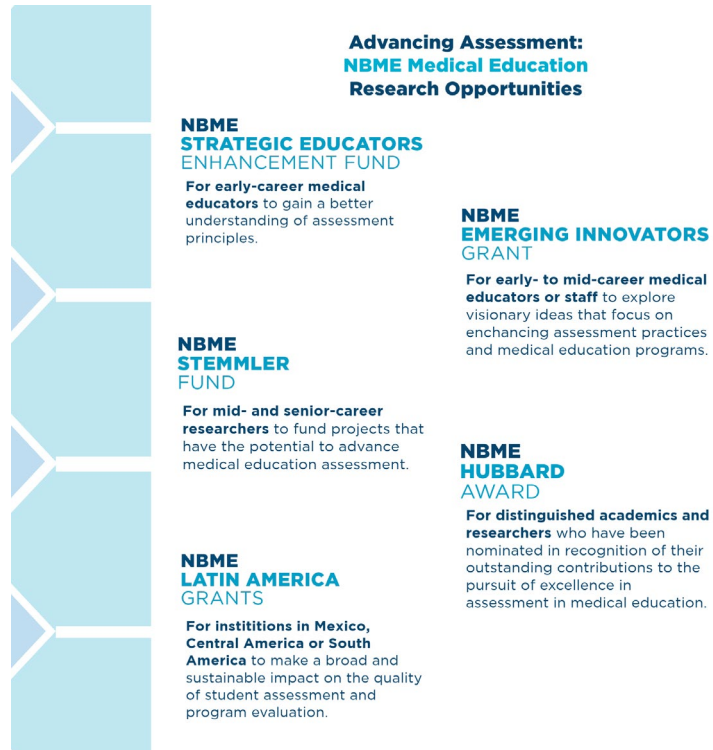 Advancing Assessment:
NBME Medical Education
Research Opportunities
NBME
STRATEGIC EDUCATORS
ENHANCEMENT FUND
For early-career medical
educators to gain a better
understanding of assessment
principles.
NBME
EMERGING INNOVATORS
GRANT
For early- to mid-career medical
educators or staff to explore
visionary ideas that focus on
enchancing assessment practices
and medical education programs.
NBME
STEMMLER
FUND
For mid- and senior-career
researchers to fund projects that
have the potential to advance
medical education assessment.
NBME
HUBBARD
AWARD
For distinguished academics and
researchers who have been
nominated in recognition of their
outstanding contributions to the
pursuit of excellence in
assessment in medical education.
NBME
LATIN AMERICA
GRANTS
For instititions in Mexico,
Central America or South
America to make a broad and
sustainable impact on the quality
of student assessment and
program evaluation.